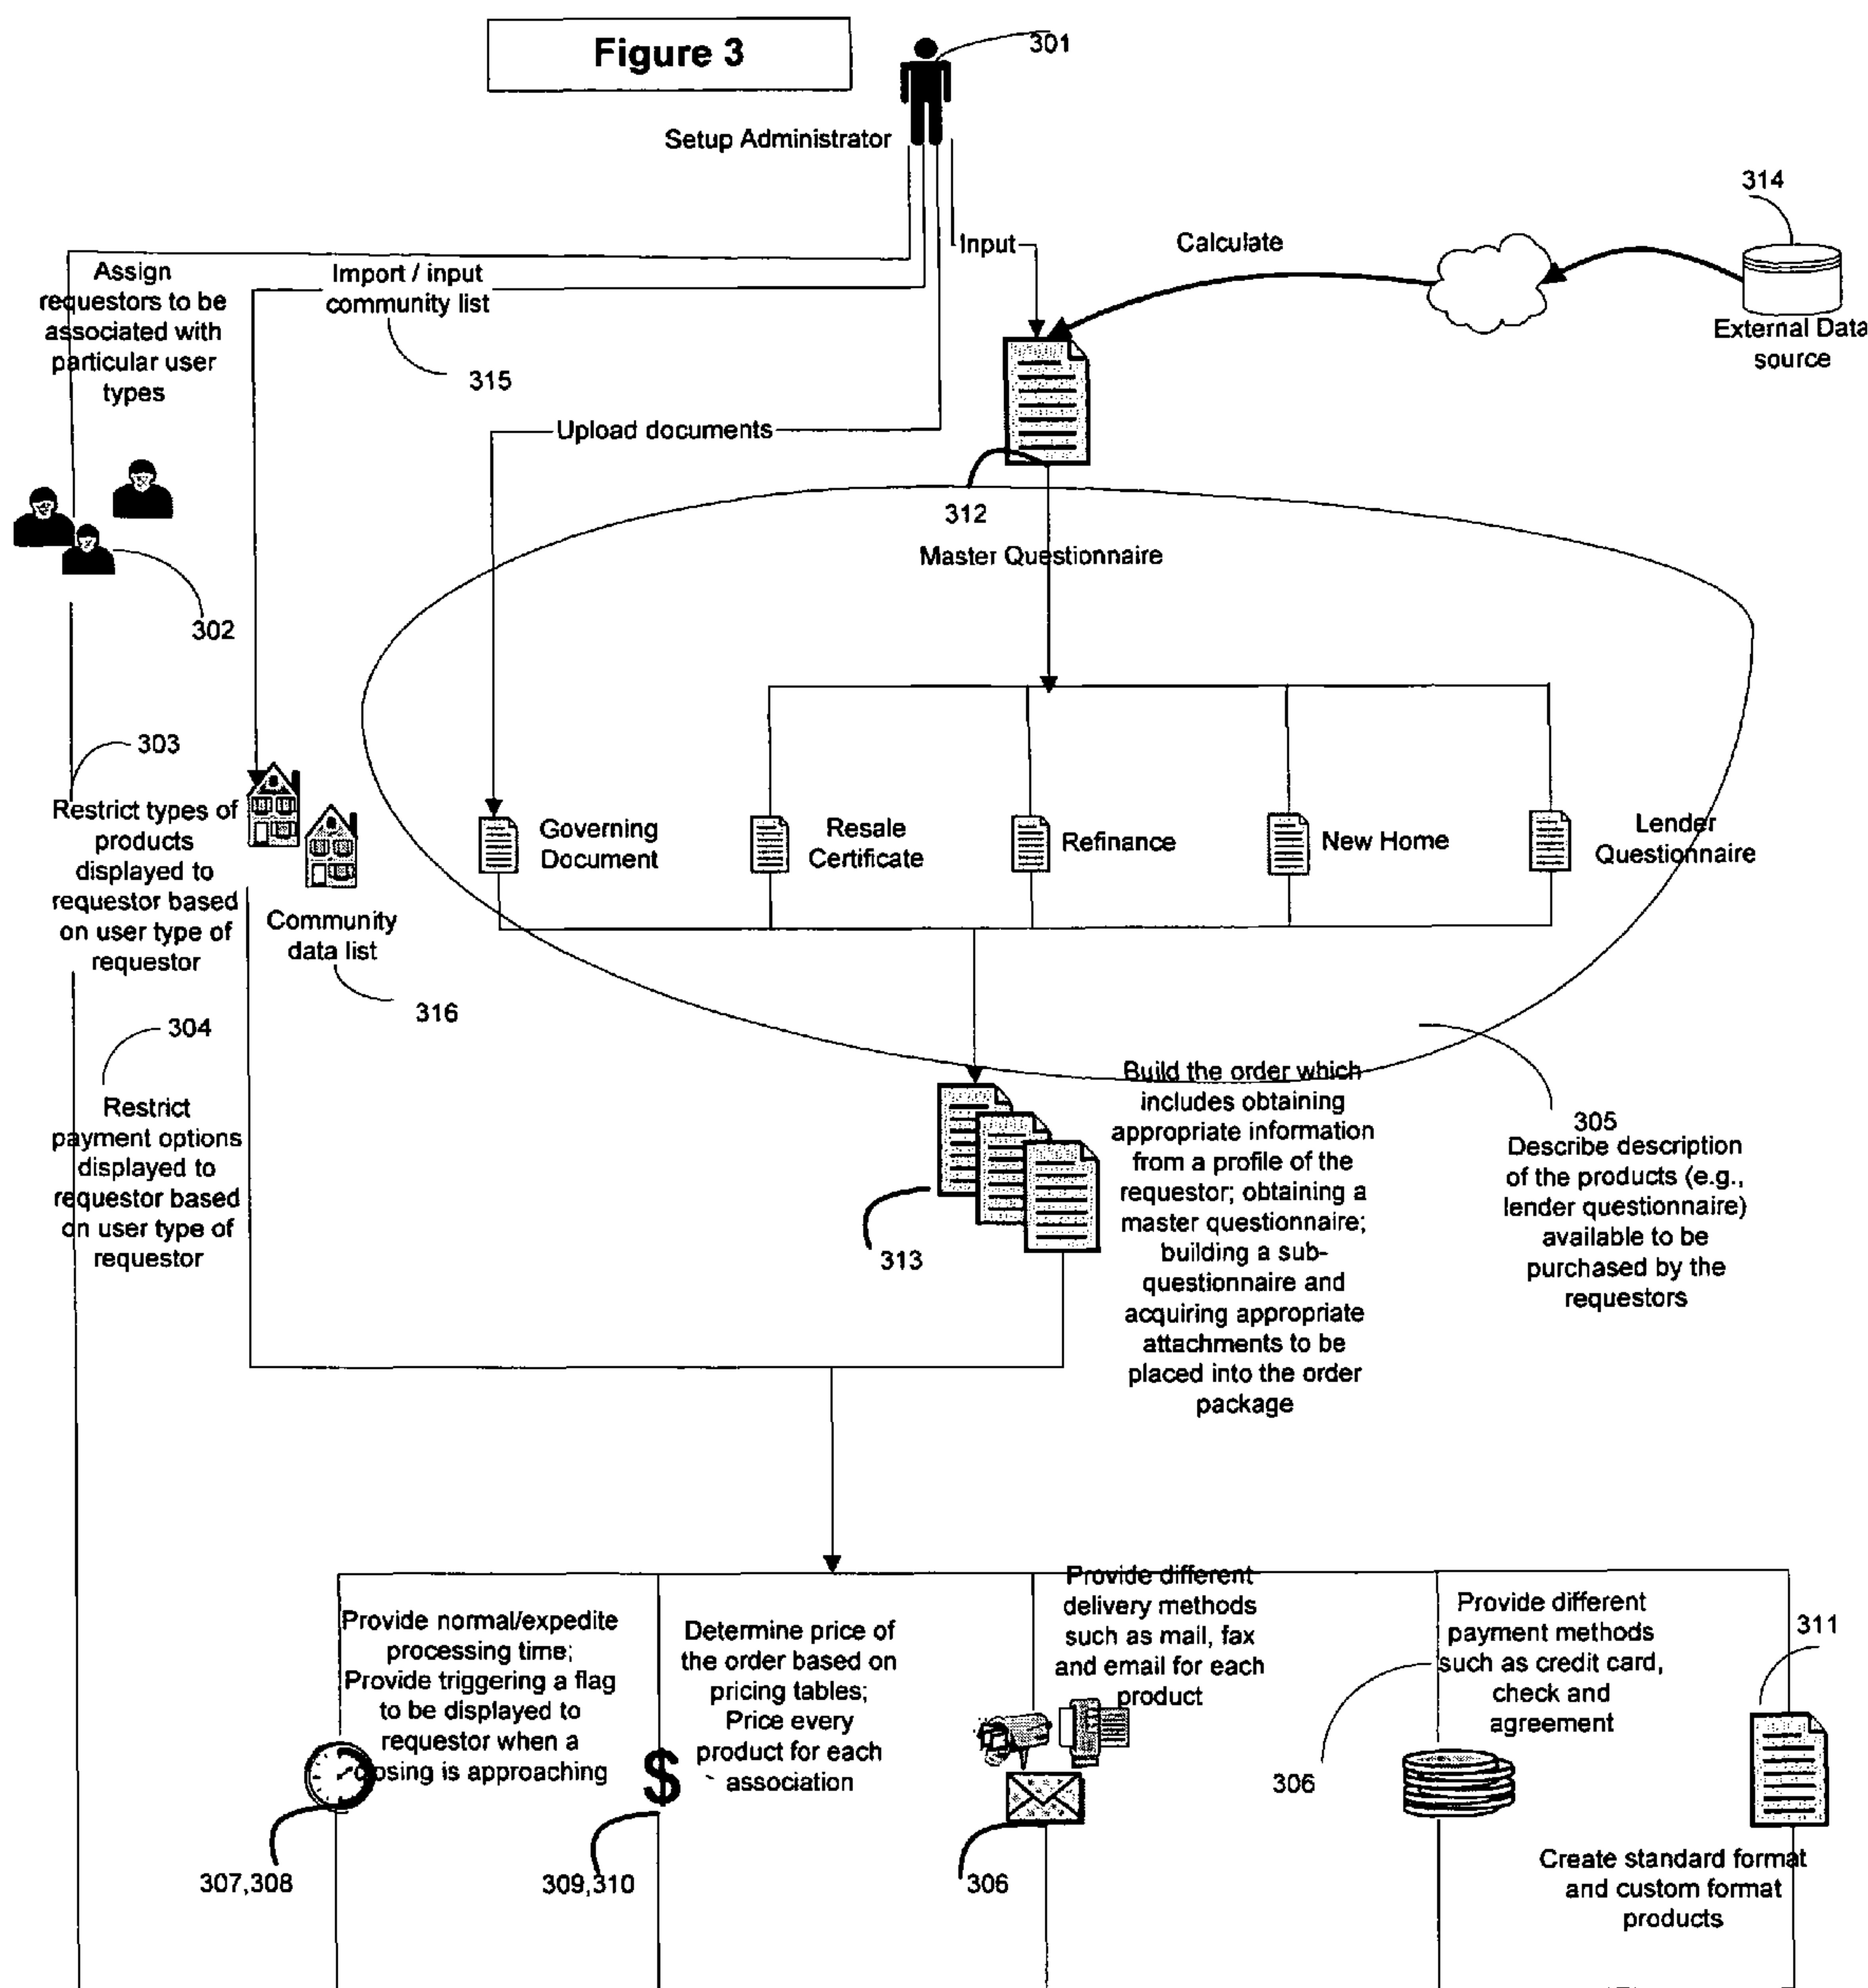 Figure 3
301
Setup Administrator
314
Input
Calculate
External Data
source
Assign
requestors to be
associated with
particular user
types
Import / input
community list
315
Upload documents
312
Master Questionnaire
302
303
Restrict types of
products
displayed to
requestor based
on user type of
requestor
Governing
Document
Resale
Certificate
Refinance
New Home
Lender
Questionnaire
Community
data list
316
304
Restrict
payment options
displayed to
requestor based
on user type of
requestor
313
Build the order which
includes obtaining
appropriate information
from a profile of the
requestor; obtaining a
master questionnaire;
building a sub-
questionnaire and
acquiring appropriate
attachments to be
placed into the order
package
305
Describe description
of the products (e.g.,
lender questionnaire)
available to be
purchased by the
requestors
Provide normal/expedite
processing time;
Provide triggering a flag
to be displayed to
requestor when a
closing is approaching
307,308
Determine price of
the order based on
pricing tables;
Price every
product for each
association
$
309,310
Provide different
delivery methods
such as mail, fax
and email for each
product
306
Provide different
payment methods
such as credit card,
check and
agreement
306
311
Create standard format
and custom format
products